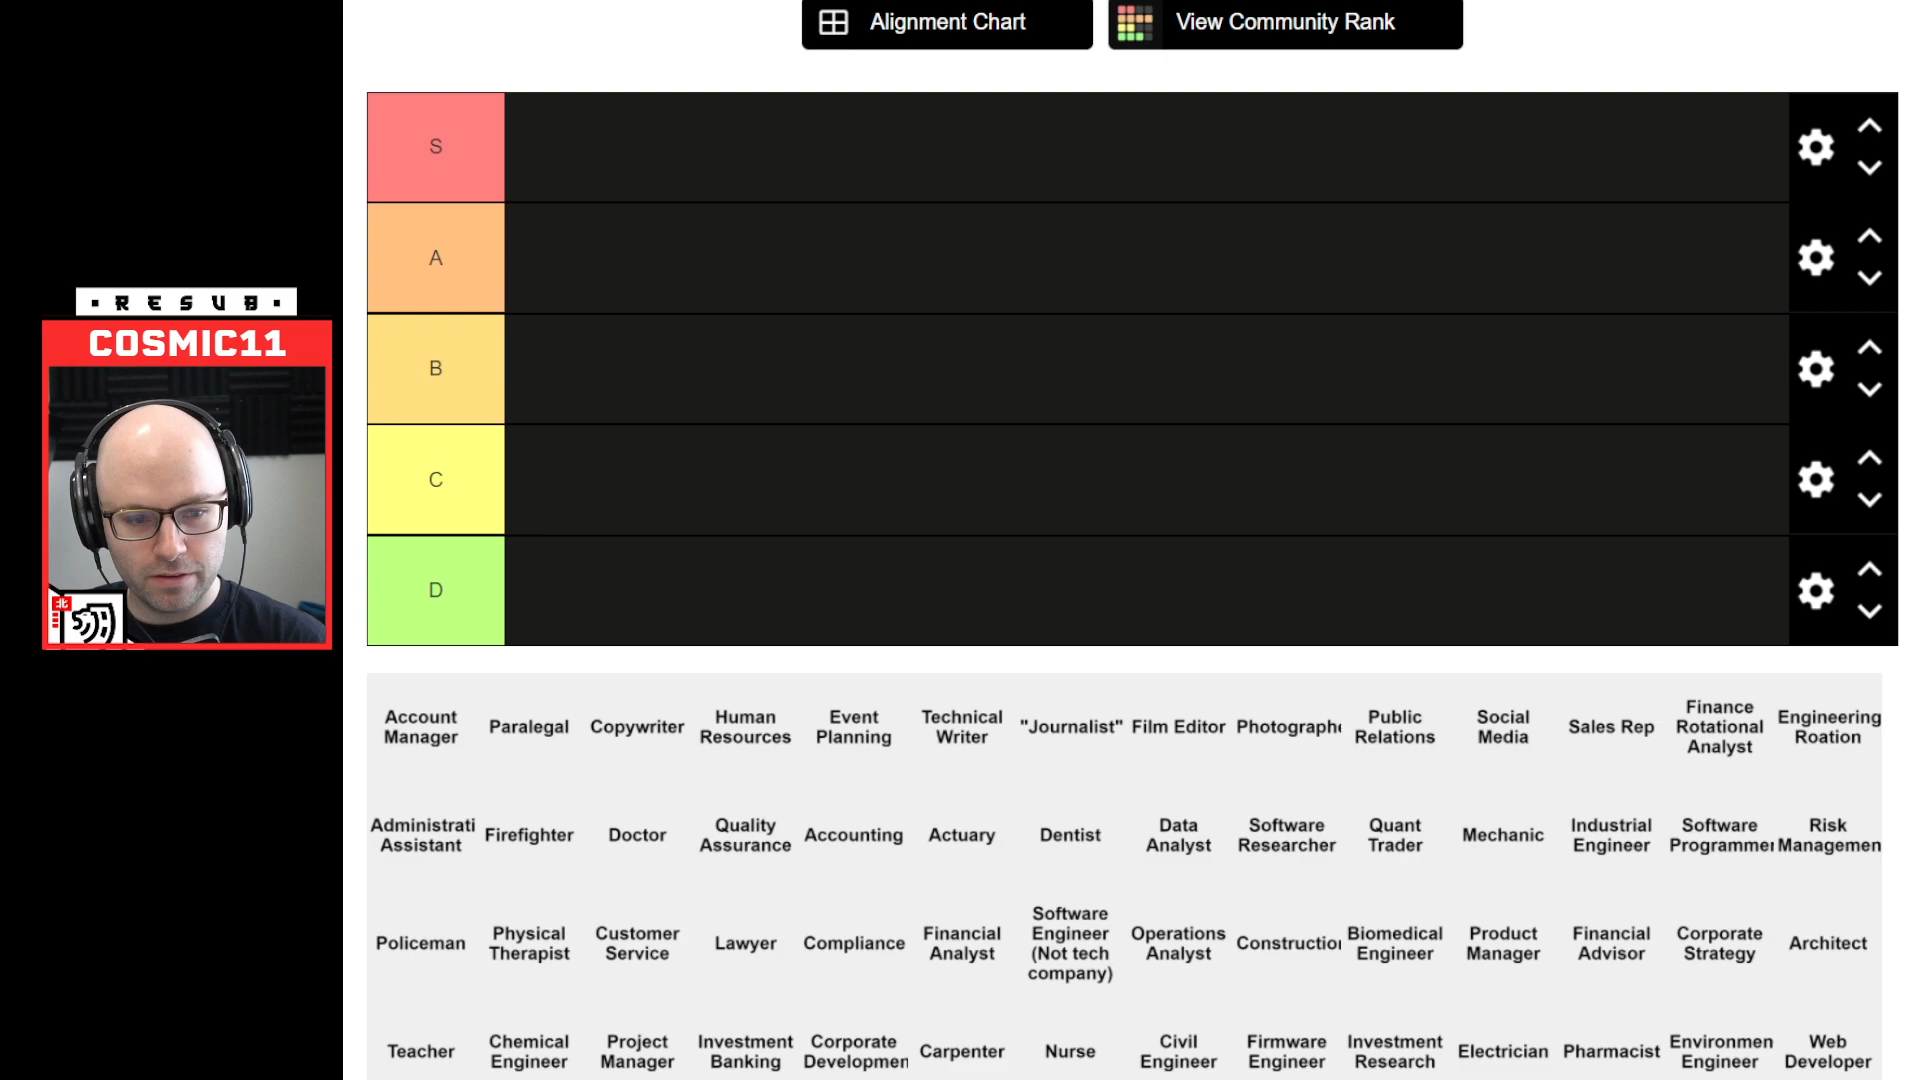 Alignment Chart
View Community Rank
S
A
B
C
D
· R E S U B ·
COSMIC11
Account Manager
Paralegal
Copywriter
Human Resources
Event Planning
Technical Writer
"Journalist"
Film Editor
Photographe
Public Relations
Social Media
Sales Rep
Finance Rotational Analyst
Engineering Roation
Administrati Assistant
Firefighter
Doctor
Quality Assurance
Accounting
Actuary
Dentist
Data Analyst
Software Researcher
Quant Trader
Mechanic
Industrial Engineer
Software Programmer
Risk Managemen
Policeman
Physical Therapist
Customer Service
Lawyer
Compliance
Financial Analyst
Software Engineer (Not tech company)
Operations Analyst
Construction
Biomedical Engineer
Product Manager
Financial Advisor
Corporate Strategy
Architect
Teacher
Chemical Engineer
Project Manager
Investment Banking
Corporate Developmen
Carpenter
Nurse
Civil Engineer
Firmware Engineer
Investment Research
Electrician
Pharmacist
Environmen Engineer
Web Developer